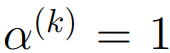 α^{(k)} = 1